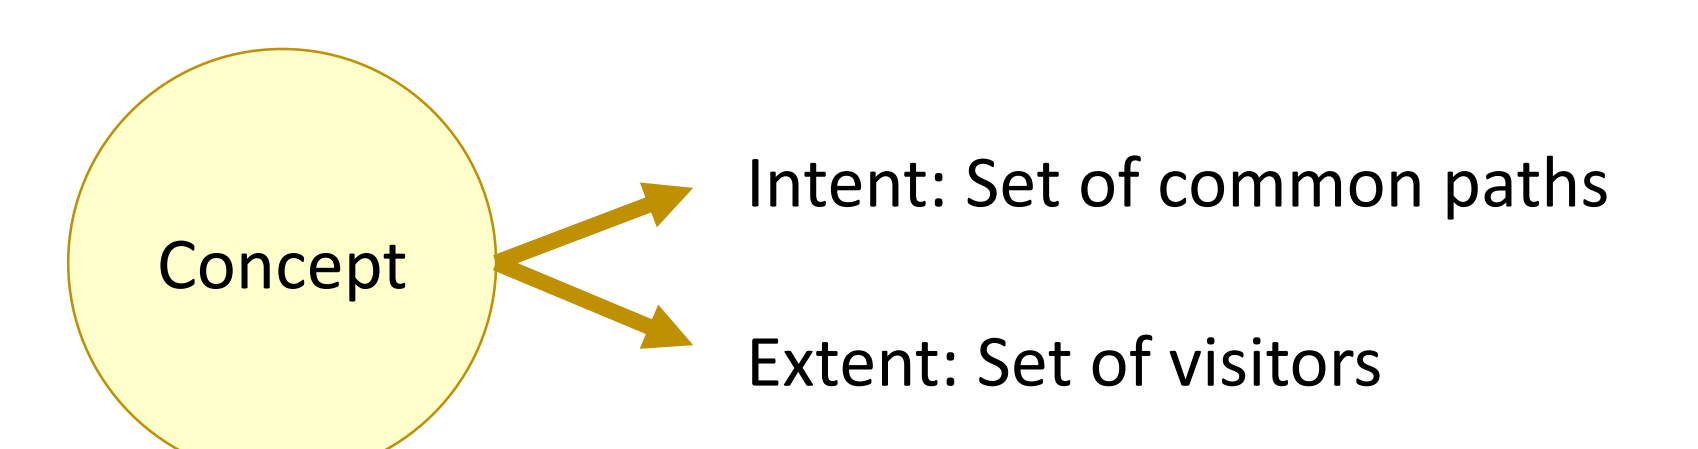 Intent: Set of common paths
Concept
Extent: Set of visitors